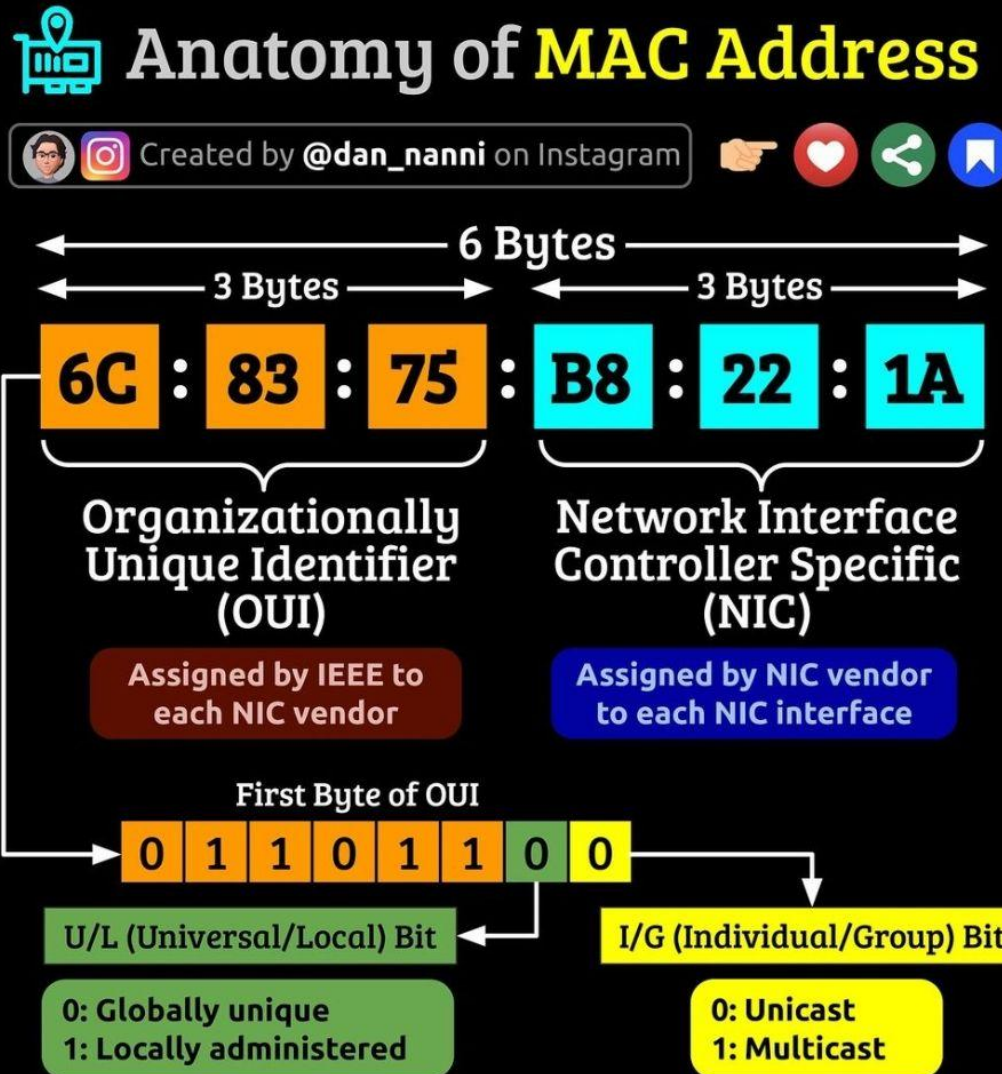 Anatomy of MAC Address
Created by @dan_nanni on Instagram
6 Bytes
3 Bytes 3 Bytes
6C : 83 : 75 : B8 : 22 : 1A
Organizationally
Unique Identifier
(OUI)
Assigned by IEEE to
each NIC vendor
Network Interface
Controller Specific
(NIC)
Assigned by NIC vendor
to each NIC interface
First Byte of OUI
0 1 1 0 1 1 0 0
U/L (Universal/Local) Bit
0: Globally unique
1: Locally administered
I/G (Individual/Group) Bit
0: Unicast
1: Multicast